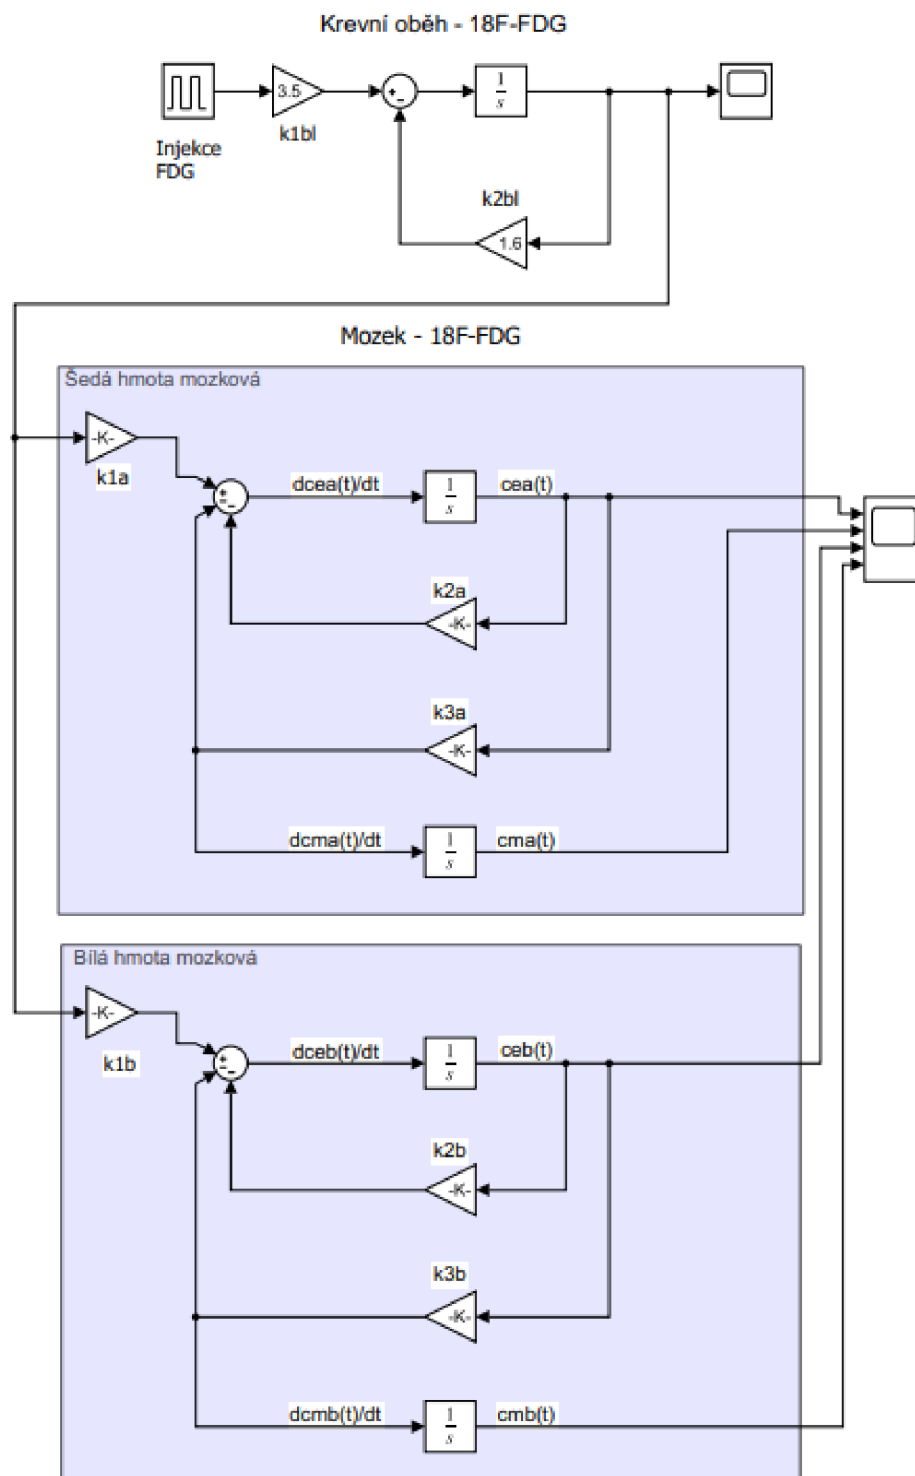 Krevní oběh - 18F-FDG
3.5
+
-
1
s
k1bl
Injekce
FDG
k2bl
1.6
Mozek - 18F-FDG
Šedá hmota mozková
-K-
k1a
+
-
-
dcea(t)/dt
1
s
cea(t)
k2a
-K-
k3a
-K-
dcma(t)/dt
1
s
cma(t)
Bílá hmota mozková
-K-
k1b
+
-
-
dceb(t)/dt
1
s
ceb(t)
k2b
-K-
k3b
-K-
dcmb(t)/dt
1
s
cmb(t)